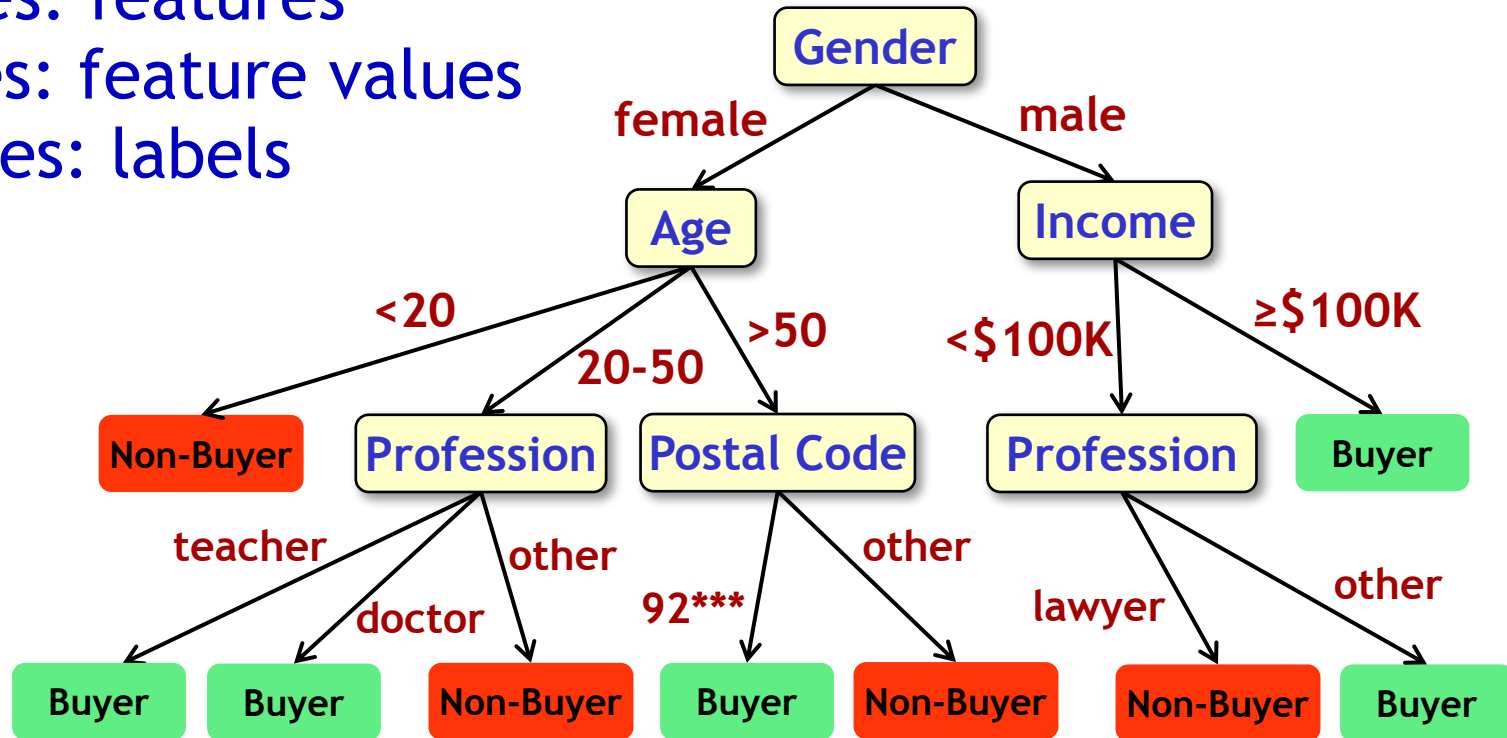 es: features
es: feature values
es: labels
Gender
female
male
Age
Income
<20
20-50
>50
<$100K
≥$100K
Non-Buyer
Profession
Postal Code
Profession
Buyer
teacher
doctor
other
92***
other
lawyer
other
Buyer
Buyer
Non-Buyer
Buyer
Non-Buyer
Non-Buyer
Buyer